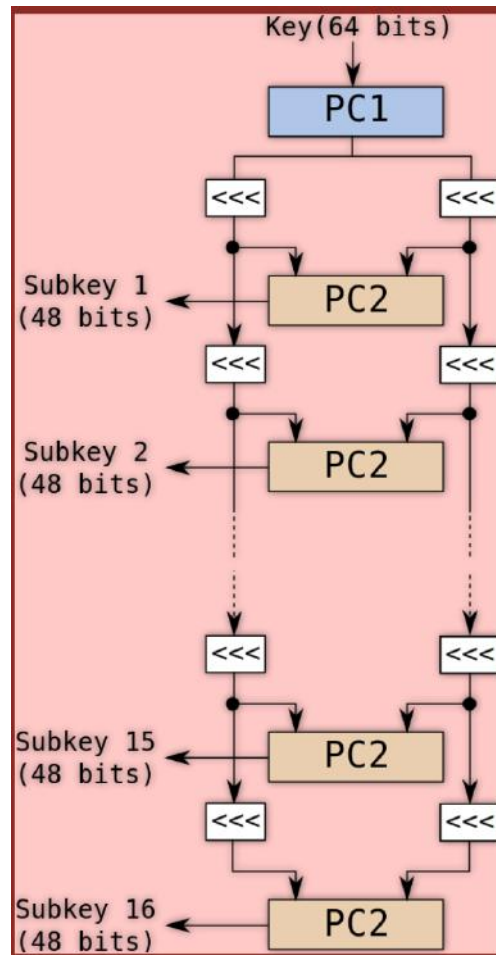 Key(64 bits)
PC1
<<< <<<
Subkey 1
(48 bits)
PC2
<<< <<<
Subkey 2
(48 bits)
PC2
<<< <<<
Subkey 15
(48 bits)
PC2
<<< <<<
Subkey 16
(48 bits)
PC2